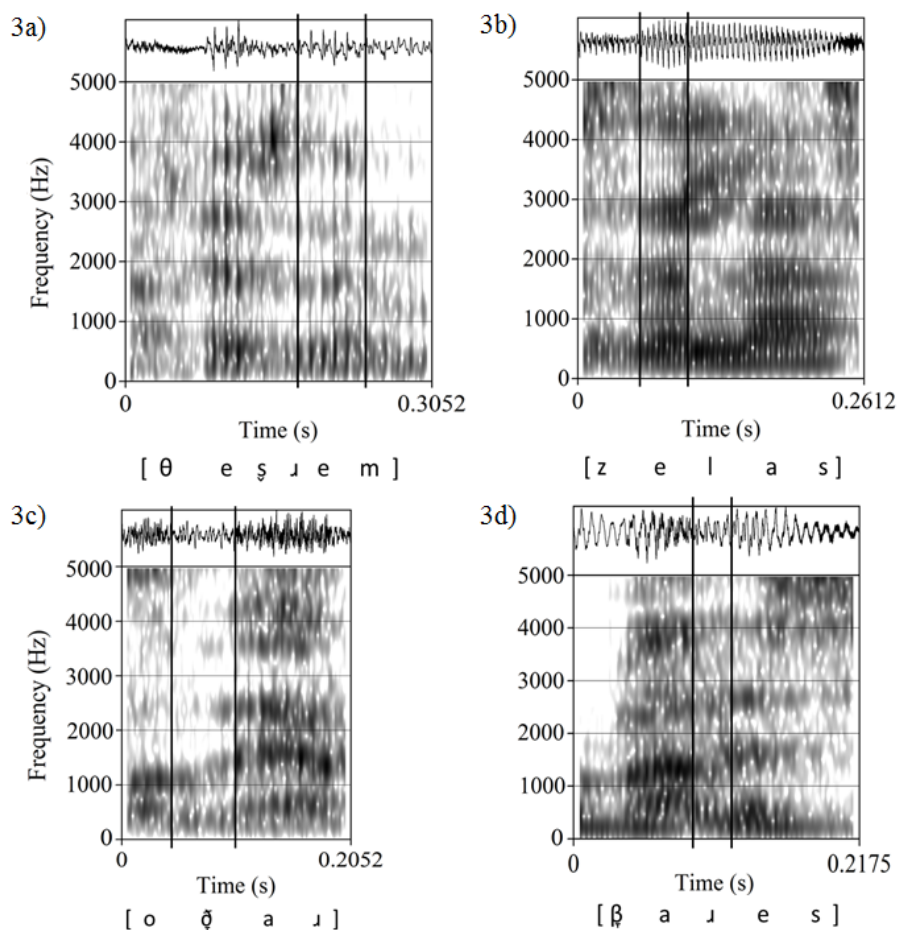 3a)
5000
4000
3000
2000
1000
0
Frequency (Hz)
0 0.3052
Time (s)
[ θ e s̬ ɹ e m ]
3b)
5000
4000
3000
2000
1000
0
0 0.2612
Time (s)
[ z e l a s ]
3c)
5000
4000
3000
2000
1000
0
Frequency (Hz)
0 0.2052
Time (s)
[ o ð̞ a ɹ ]
3d)
5000
4000
3000
2000
1000
0
0 0.2175
Time (s)
[ β̞ a ɹ e s ]